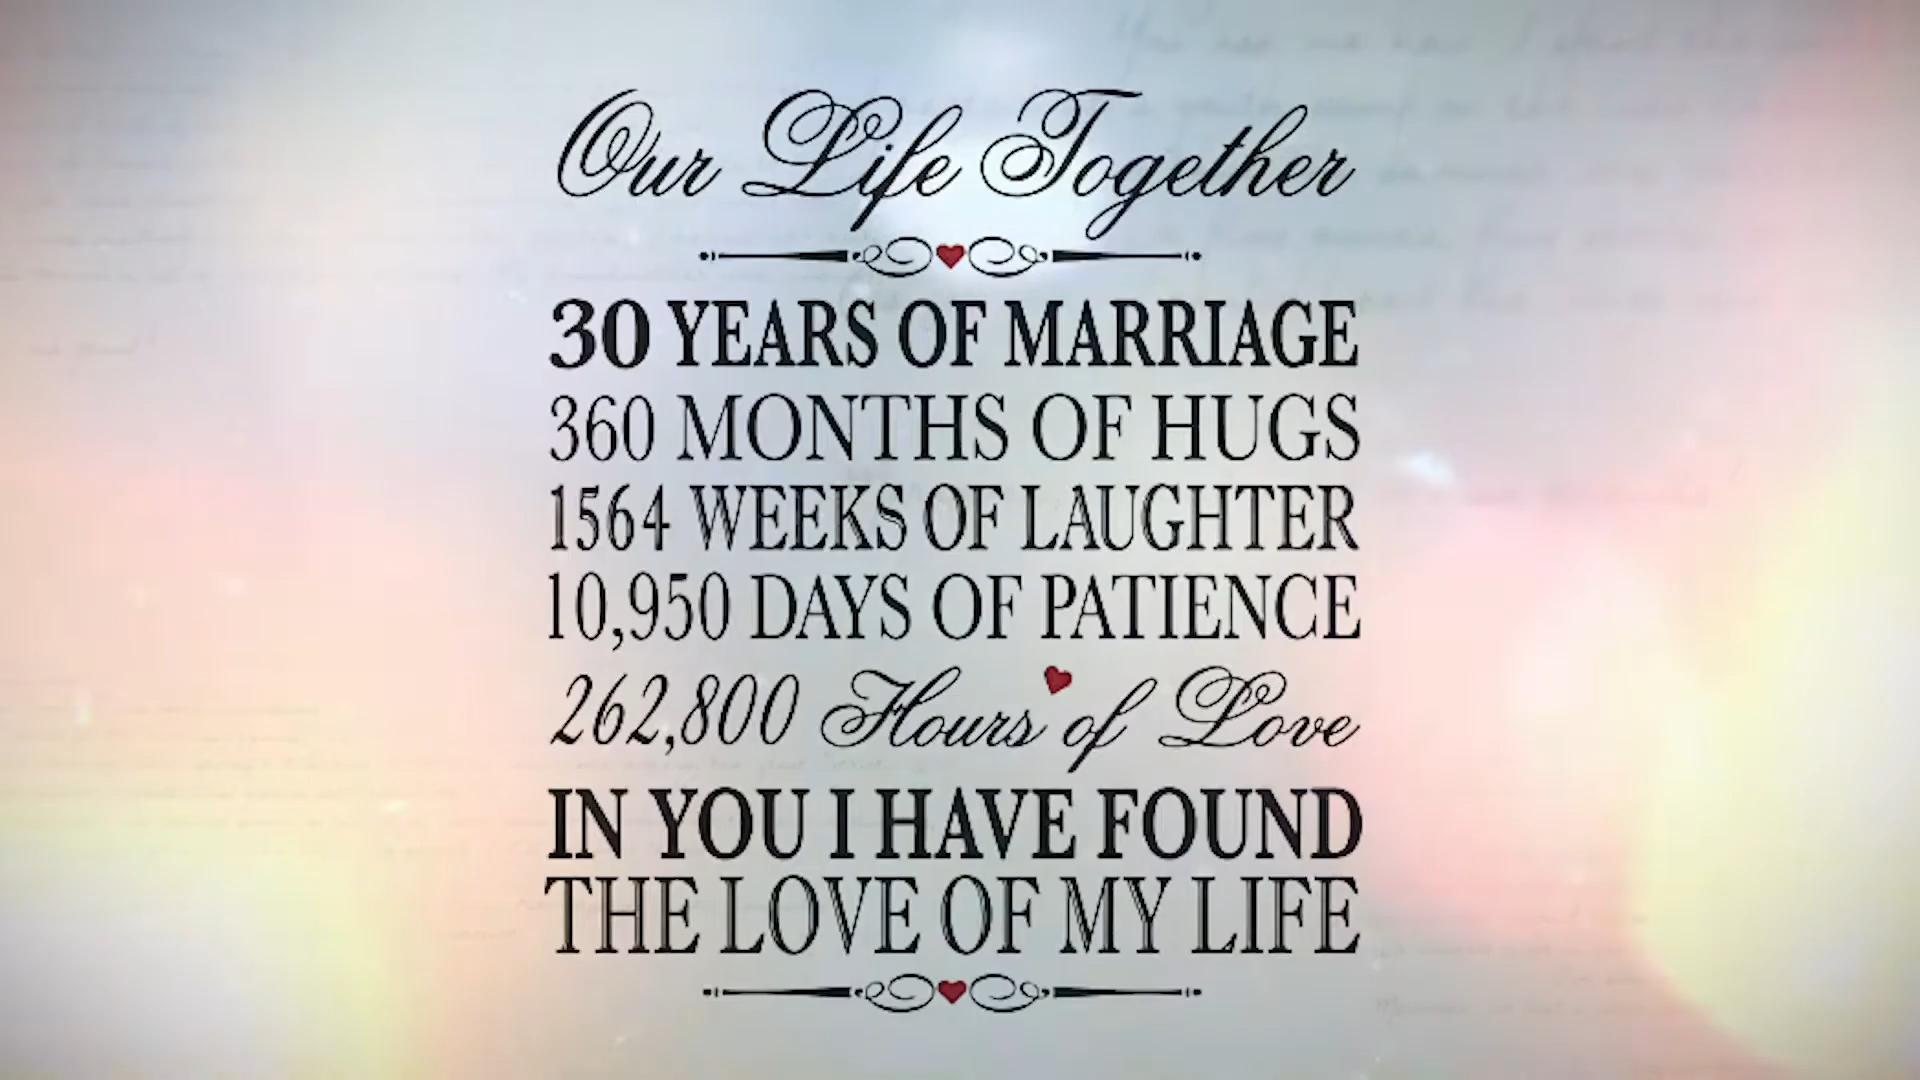 Our Life Together
30 YEARS OF MARRIAGE
360 MONTHS OF HUGS
1564 WEEKS OF LAUGHTER
10,950 DAYS OF PATIENCE
262,800 Hours of Love
IN YOU I HAVE FOUND
THE LOVE OF MY LIFE